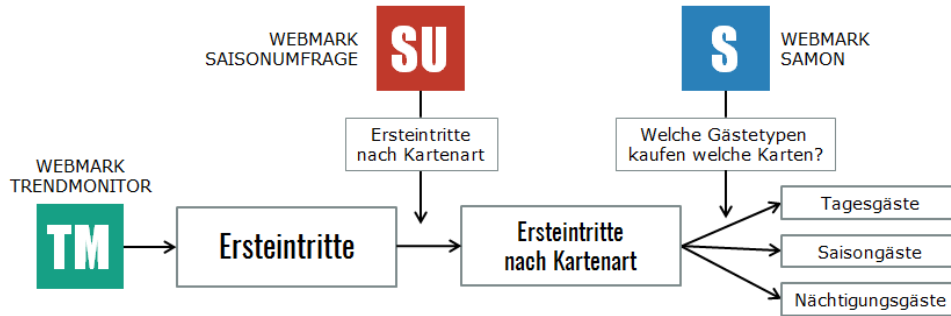 WEBMARK
SAISONUMFRAGE
SU
S
WEBMARK
SAMON
Ersteintritte
nach Kartenart
Welche Gästetypen
kaufen welche Karten?
WEBMARK
TRENDMONITOR
TM
Ersteintritte
Ersteintritte
nach Kartenart
Tagesgäste
Saisongäste
Nächtigungsgäste